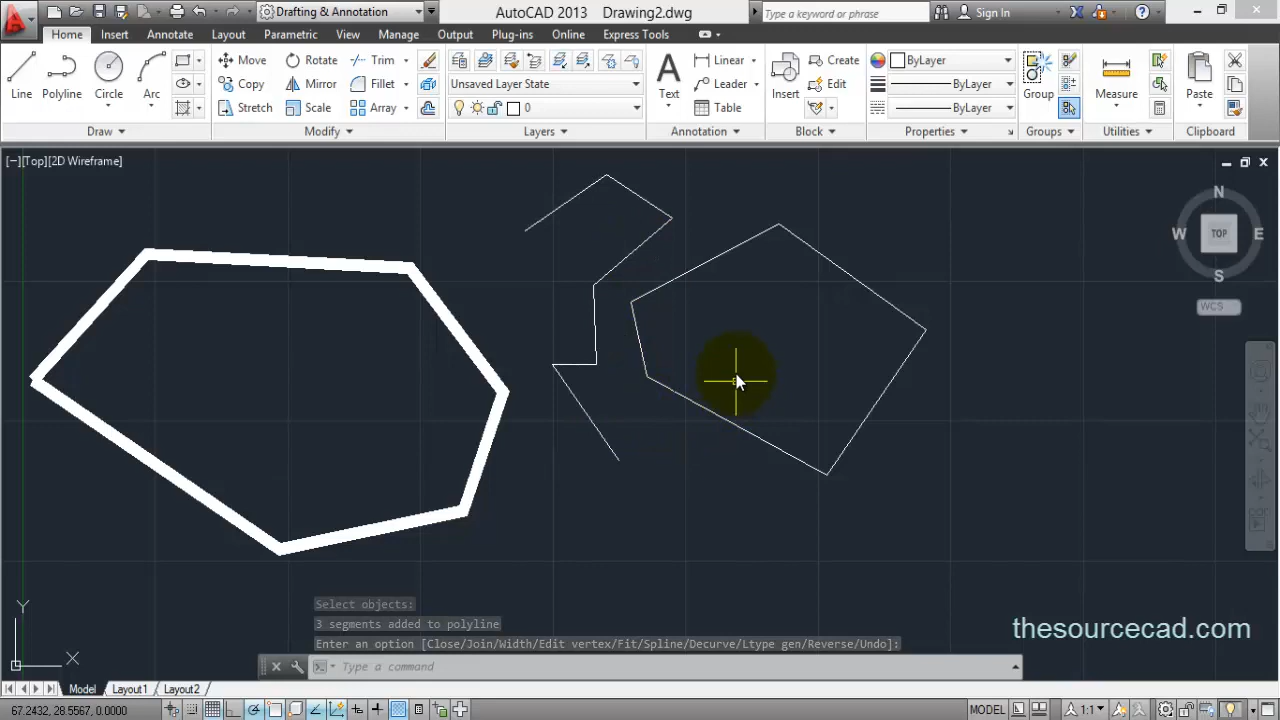 Drafting & Annotation
AutoCAD 2013 Drawing2.dwg
Type a keyword or phrase
Sign In
Home Insert Annotate Layout Parametric View Manage Output Plug-ins Online Express Tools
Line Polyline Circle Arc
Move Rotate Trim
Copy Mirror
Stretch Scale Array
Unsaved Layer State
0
Text
Linear
Leader
Table
Insert
Create
Edit
ByLayer
ByLayer
ByLayer
Group
Measure
Paste
Draw Modify Layers Annotation Block Properties Groups Utilities Clipboard
[−][Top][2D Wireframe]
N
W TOP E
S
WCS
Y
X
Select objects:
3 segments added to polyline
Enter an option [Close/Join/Width/Edit vertex/Fit/Spline/Decurve/Ltype gen/Reverse/Undo]:
thesourcecad.com
Type a command
Model Layout1 Layout2
67.2432, 28.5567, 0.0000
MODEL
1:1